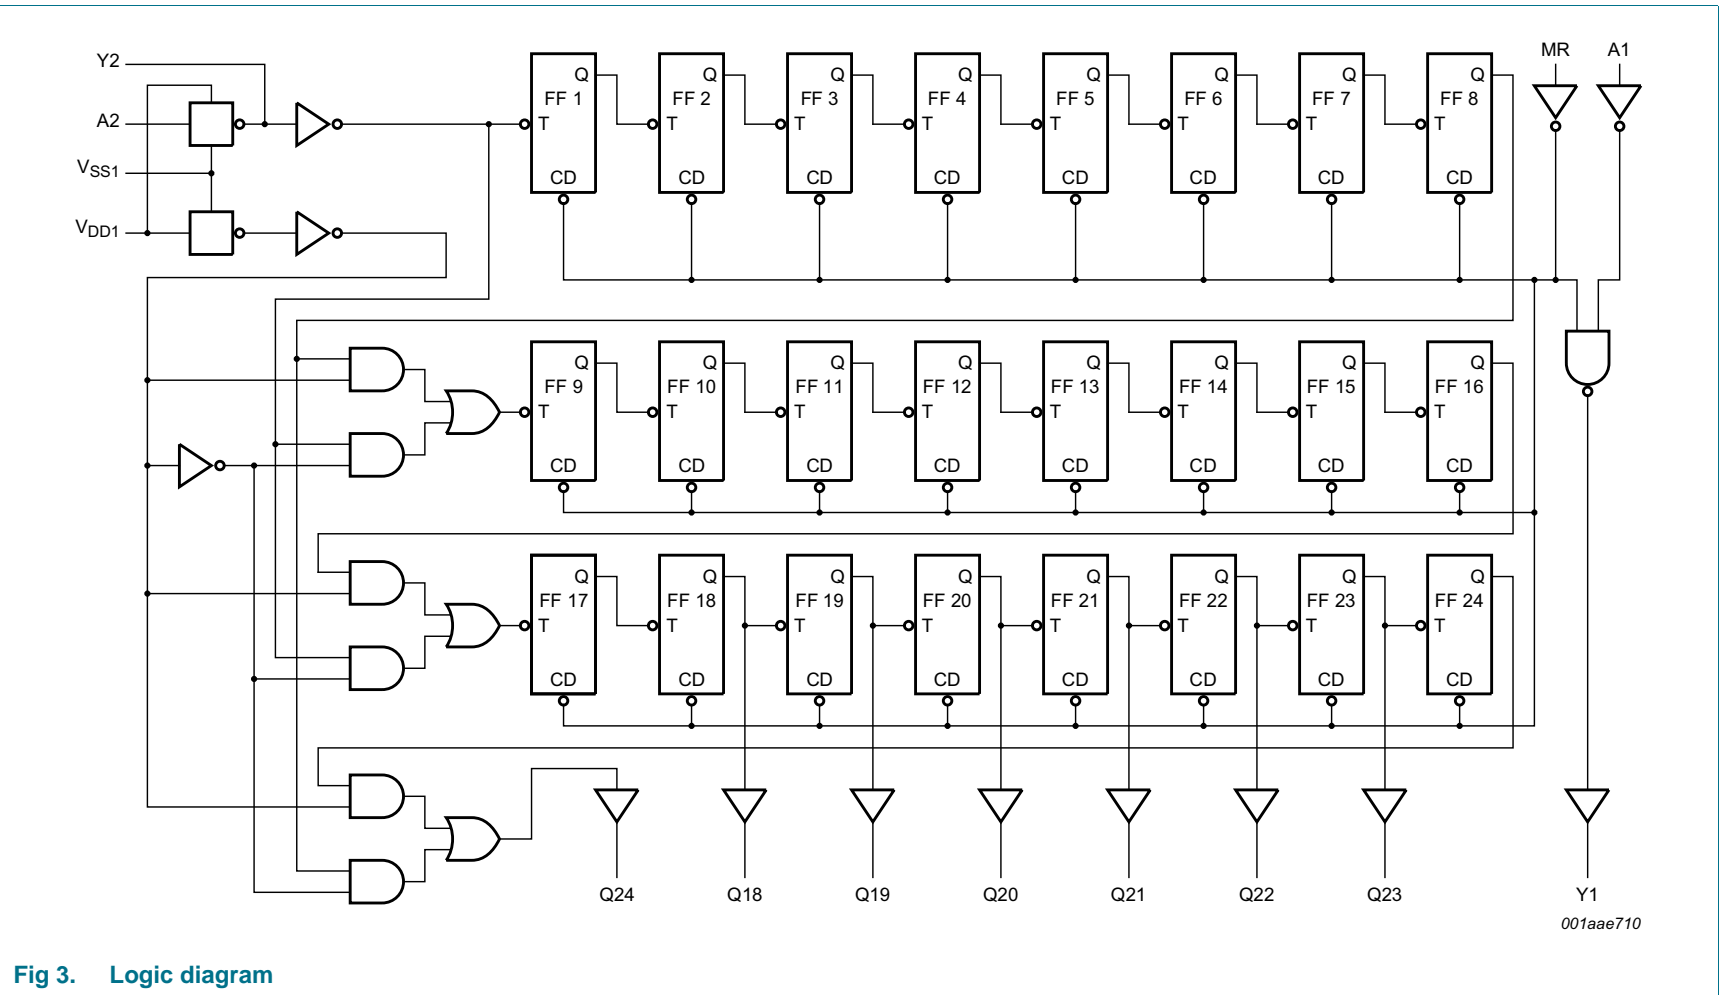 Y2
A2
VSS1
VDD1
MR A1
Q Q Q Q Q Q Q Q
FF 1 FF 2 FF 3 FF 4 FF 5 FF 6 FF 7 FF 8
T T T T T T T T
CD CD CD CD CD CD CD CD
Q Q Q Q Q Q Q Q
FF 9 FF 10 FF 11 FF 12 FF 13 FF 14 FF 15 FF 16
T T T T T T T T
CD CD CD CD CD CD CD CD
Q Q Q Q Q Q Q Q
FF 17 FF 18 FF 19 FF 20 FF 21 FF 22 FF 23 FF 24
T T T T T T T T
CD CD CD CD CD CD CD CD
Q24 Q18 Q19 Q20 Q21 Q22 Q23 Y1
001aae710
Fig 3. Logic diagram